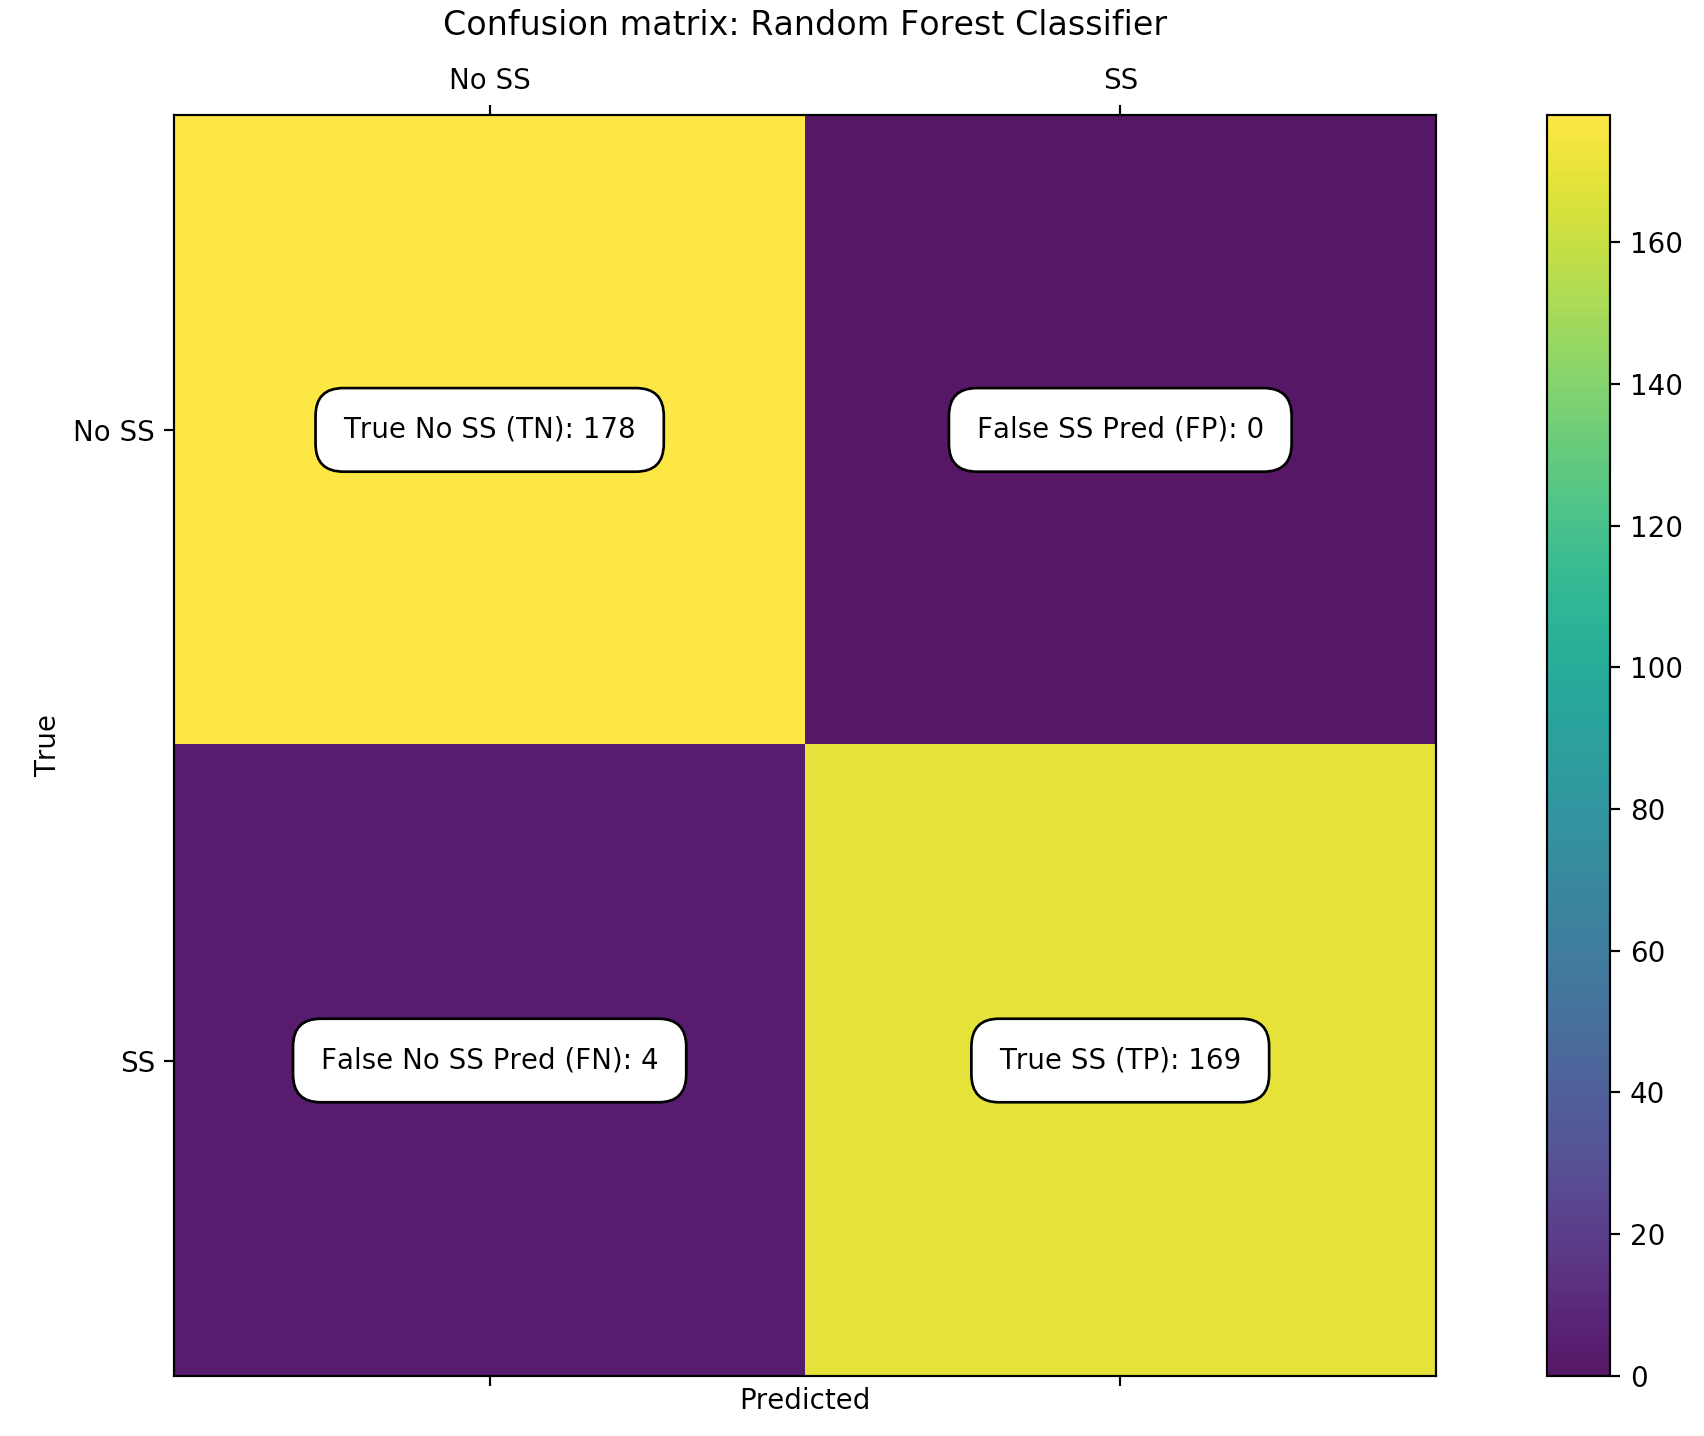 Confusion matrix: Random Forest Classifier
No SS
SS
No SS
True No SS (TN): 178
False SS Pred (FP): 0
True
SS
False No SS Pred (FN): 4
True SS (TP): 169
Predicted
160
140
120
100
80
60
40
20
0